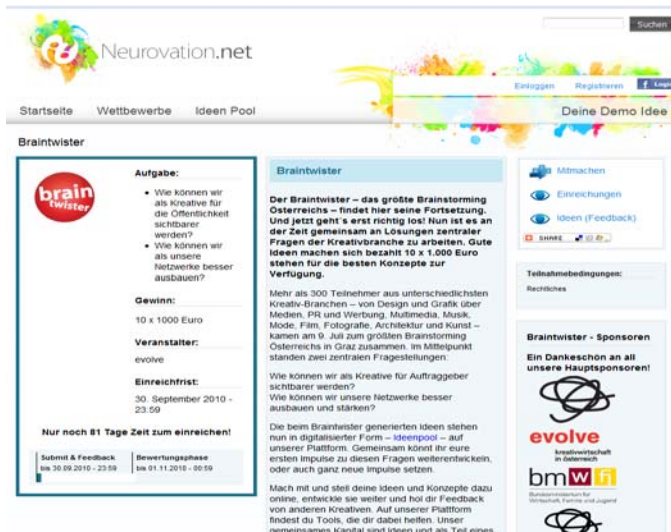 Suchen
Neurovation.net
Einloggen Registrieren f Login
Startseite Wettbewerbe Ideen Pool
Deine Demo Idee
Braintwister
brain
twister
Aufgabe:
Wie können wir
als Kreative für
die Öffentlichkeit
sichtbarer
werden?
Wie können wir
als unsere
Netzwerke besser
ausbauen?
Gewinn:
10 x 1000 Euro
Veranstalter:
evolve
Einreichfrist:
30. September 2010 -
23:59
Nur noch 81 Tage Zeit zum einreichen!
Submit & Feedback
bis 30.09.2010 - 23:59
Bewertungsphase
bis 01.11.2010 - 00:59
Braintwister
Der Braintwister – das größte Brainstorming
Österreichs – findet hier seine Fortsetzung.
Und jetzt geht´s erst richtig los! Nun ist es an
der Zeit gemeinsam an Lösungen zentraler
Fragen der Kreativbranche zu arbeiten. Gute
Ideen machen sich bezahlt 10 x 1.000 Euro
stehen für die besten Konzepte zur
Verfügung.
Mehr als 300 Teilnehmer aus unterschiedlichsten
Kreativ-Branchen – von Design und Grafik über
Medien, PR und Werbung, Multimedia, Musik,
Mode, Film, Fotografie, Architektur und Kunst –
kamen am 9. Juli zum größten Brainstorming
Österreichs in Graz zusammen. Im Mittelpunkt
standen zwei zentralen Fragestellungen:
Wie können wir als Kreative für Auftraggeber
sichtbarer werden?
Wie können wir unsere Netzwerke besser
ausbauen und stärken?
Die beim Braintwister generierten Ideen stehen
nun in digitalisierter Form – Ideenpool – auf
unserer Plattform. Gemeinsam könnt ihr eure
ersten Impulse zu diesen Fragen weiterentwickeln,
oder auch ganz neue Impulse setzen.
Mach mit und stell deine Ideen und Konzepte dazu
online, entwickle sie weiter und hol dir Feedback
von anderen Kreativen. Auf unserer Plattform
findest du Tools, die dir dabei helfen. Unser
gemeinsames Kapital sind Ideen und als Teil eines
Mitmachen
Einreichungen
Ideen (Feedback)
SHARE
Teilnahmebedingungen:
Rechtliches
Braintwister - Sponsoren
Ein Dankeschön an all
unsere Hauptsponsoren!
evolve
kreativwirtschaft
in österreich
bmwfj
Bundesministerium für
Wirtschaft, Familie und Jugend